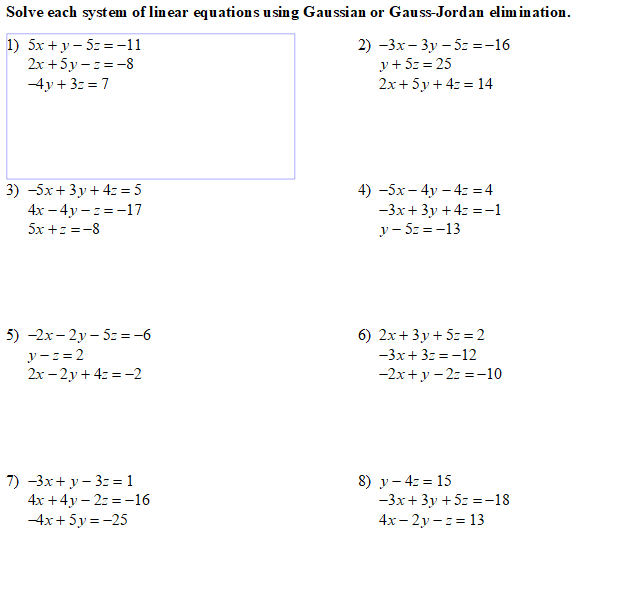 Solve each system of linear equations using Gaussian or Gauss-Jordan elimination.
1) 5x + y − 5z = −11
2x + 5y − z = −8
−4y + 3z = 7
2) −3x − 3y − 5z = −16
y + 5z = 25
2x + 5y + 4z = 14
3) −5x + 3y + 4z = 5
4x − 4y − z = −17
5x + z = −8
4) −5x − 4y − 4z = 4
−3x + 3y + 4z = −1
y − 5z = −13
5) −2x − 2y − 5z = −6
y − z = 2
2x − 2y + 4z = −2
6) 2x + 3y + 5z = 2
−3x + 3z = −12
−2x + y − 2z = −10
7) −3x + y − 3z = 1
4x + 4y − 2z = −16
−4x + 5y = −25
8) y − 4z = 15
−3x + 3y + 5z = −18
4x − 2y − z = 13